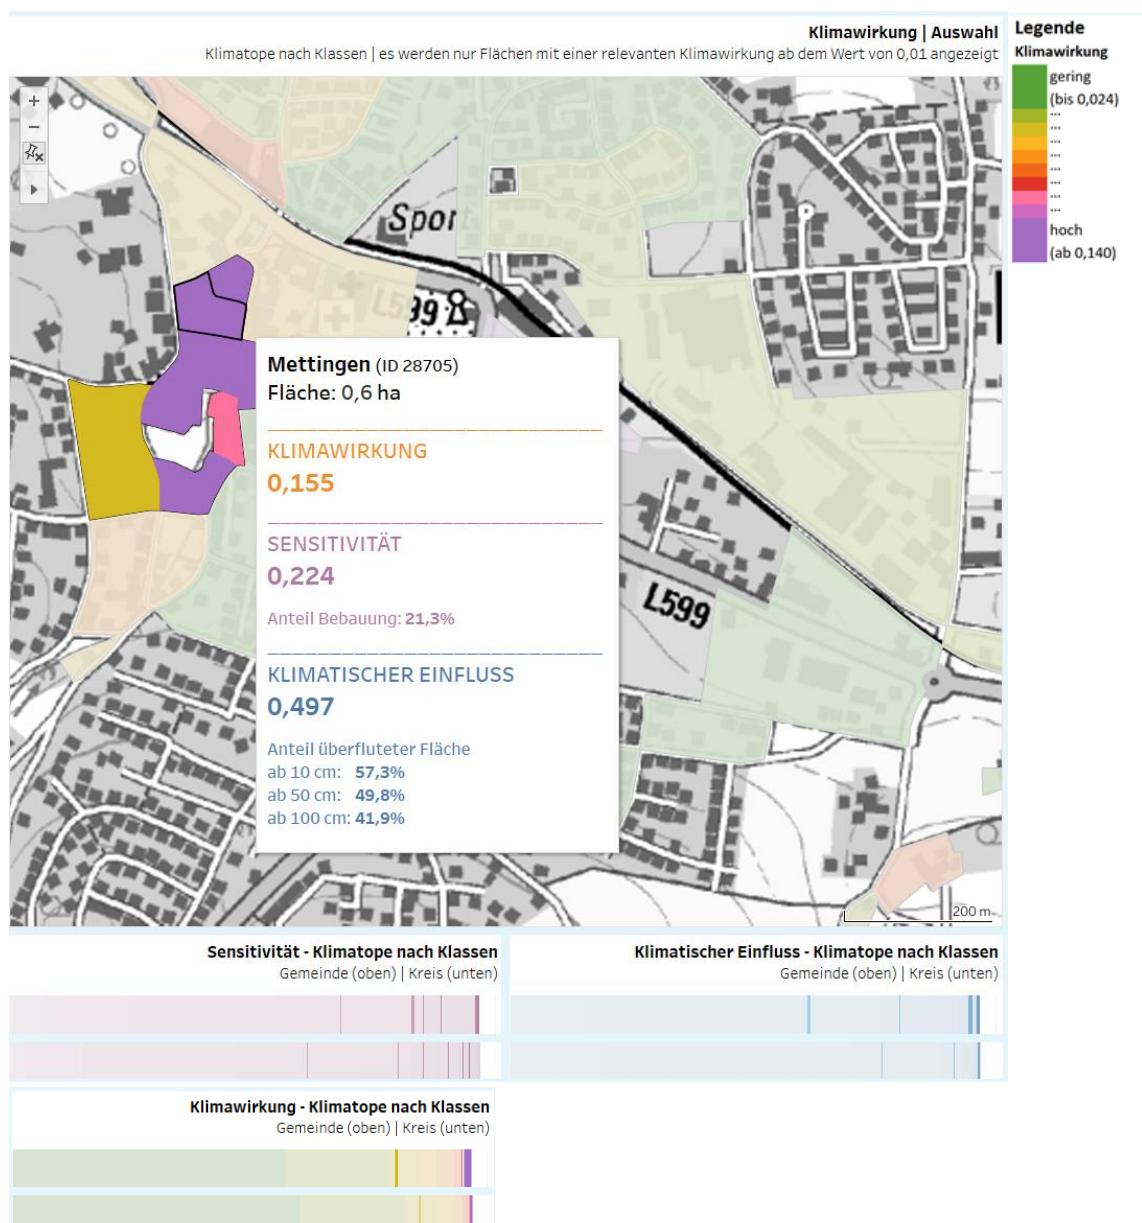 Klimawirkung | Auswahl
Klimatope nach Klassen | es werden nur Flächen mit einer relevanten Klimawirkung ab dem Wert von 0,01 angezeigt
Legende
Klimawirkung
gering
(bis 0,024)
...
...
...
...
...
...
...
hoch
(ab 0,140)
+
−
Spor
L599
Mettingen (ID 28705)
Fläche: 0,6 ha
KLIMAWIRKUNG
0,155
SENSITIVITÄT
0,224
Anteil Bebauung: 21,3%
KLIMATISCHER EINFLUSS
0,497
Anteil überfluteter Fläche
ab 10 cm: 57,3%
ab 50 cm: 49,8%
ab 100 cm: 41,9%
L599
200 m
Sensitivität - Klimatope nach Klassen
Gemeinde (oben) | Kreis (unten)
Klimatischer Einfluss - Klimatope nach Klassen
Gemeinde (oben) | Kreis (unten)
Klimawirkung - Klimatope nach Klassen
Gemeinde (oben) | Kreis (unten)